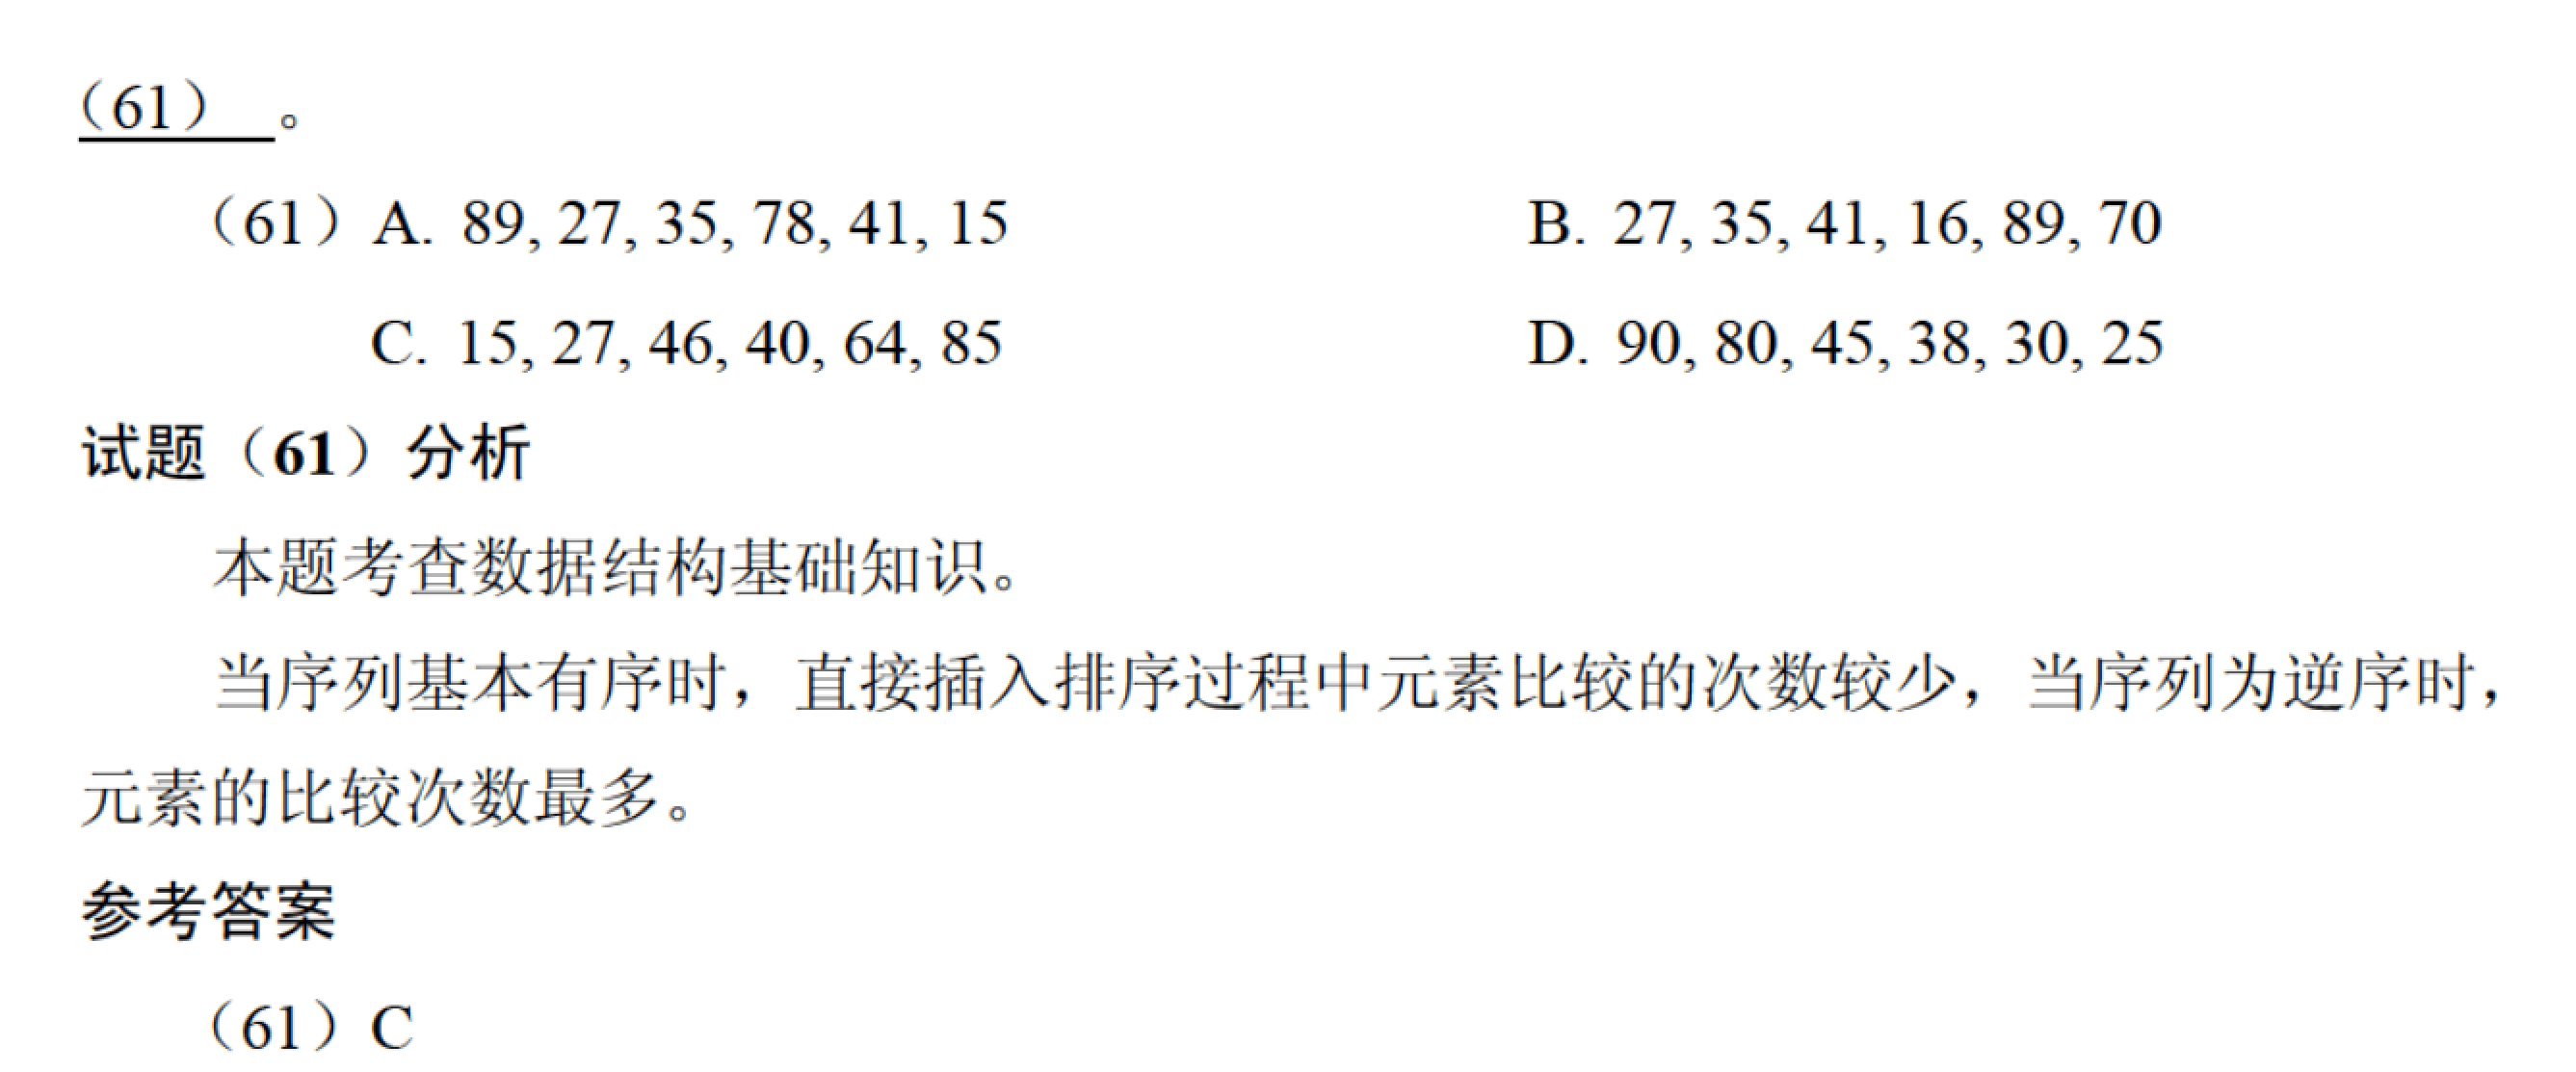 （61）。
（61）A. 89, 27, 35, 78, 41, 15 B. 27, 35, 41, 16, 89, 70
C. 15, 27, 46, 40, 64, 85 D. 90, 80, 45, 38, 30, 25
试题（61）分析
本题考查数据结构基础知识。
当序列基本有序时，直接插入排序过程中元素比较的次数较少，当序列为逆序时，
元素的比较次数最多。
参考答案
（61）C